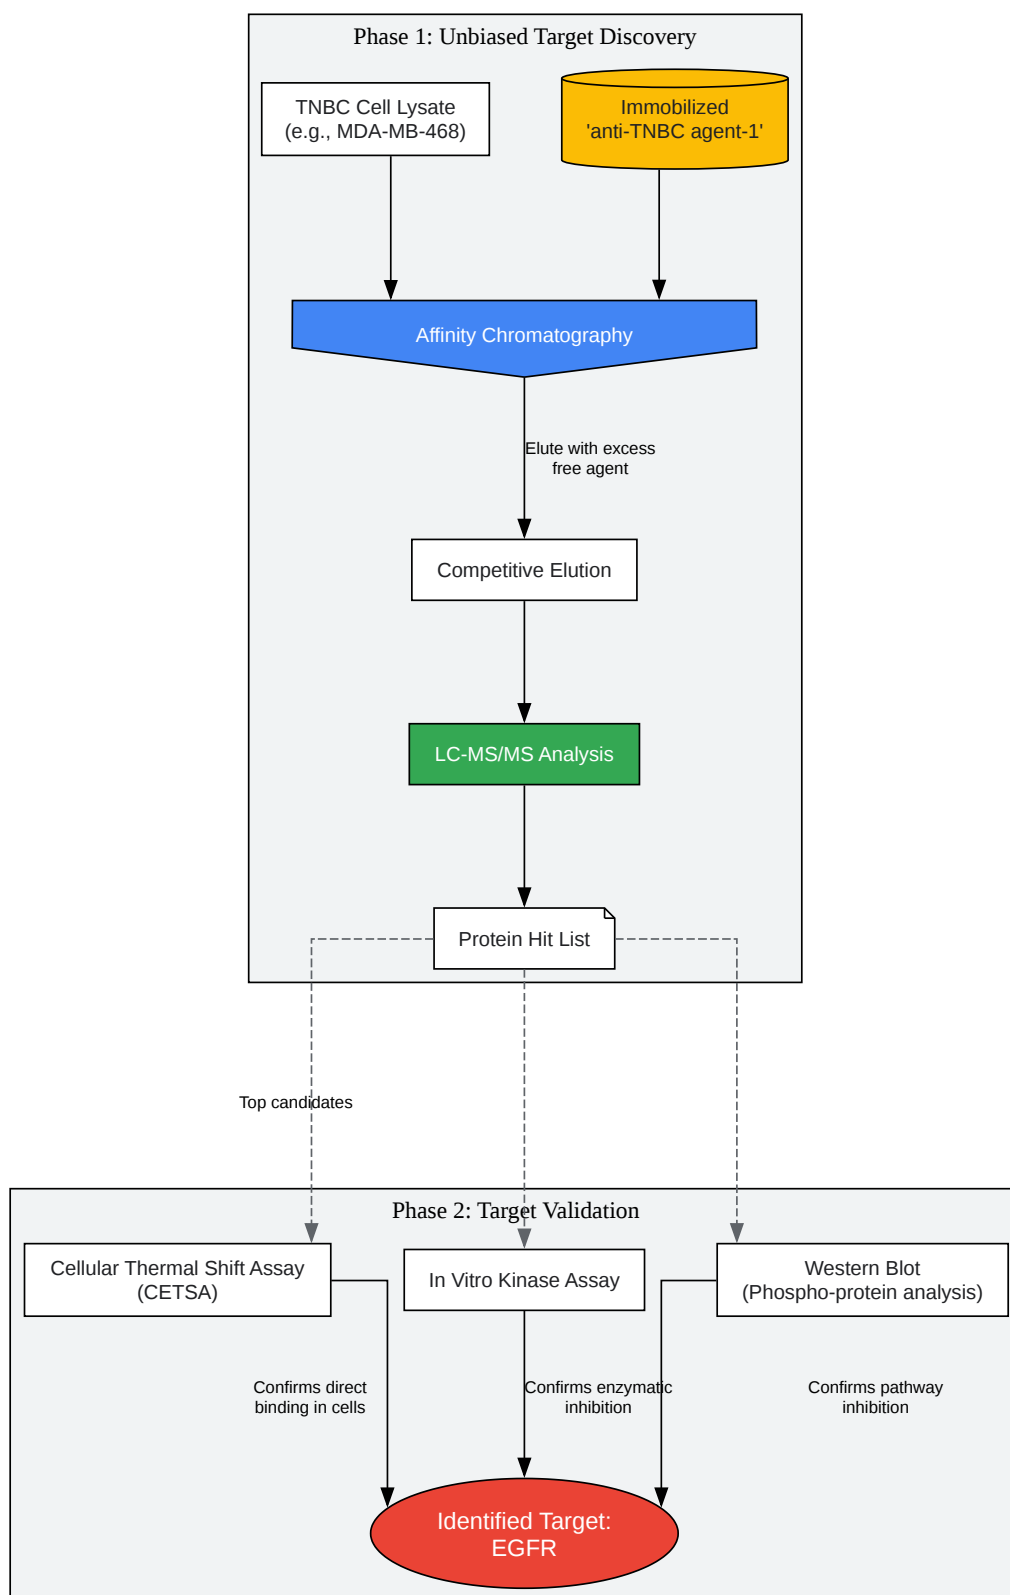 Phase 1: Unbiased Target Discovery
TNBC Cell Lysate
(e.g., MDA-MB-468)
Immobilized
'anti-TNBC agent-1'
Affinity Chromatography
Elute with excess
free agent
Competitive Elution
LC-MS/MS Analysis
Protein Hit List
Top candidates
Phase 2: Target Validation
Cellular Thermal Shift Assay
(CETSA)
In Vitro Kinase Assay
Western Blot
(Phospho-protein analysis)
Confirms direct
binding in cells
Confirms enzymatic
inhibition
Confirms pathway
inhibition
Identified Target:
EGFR